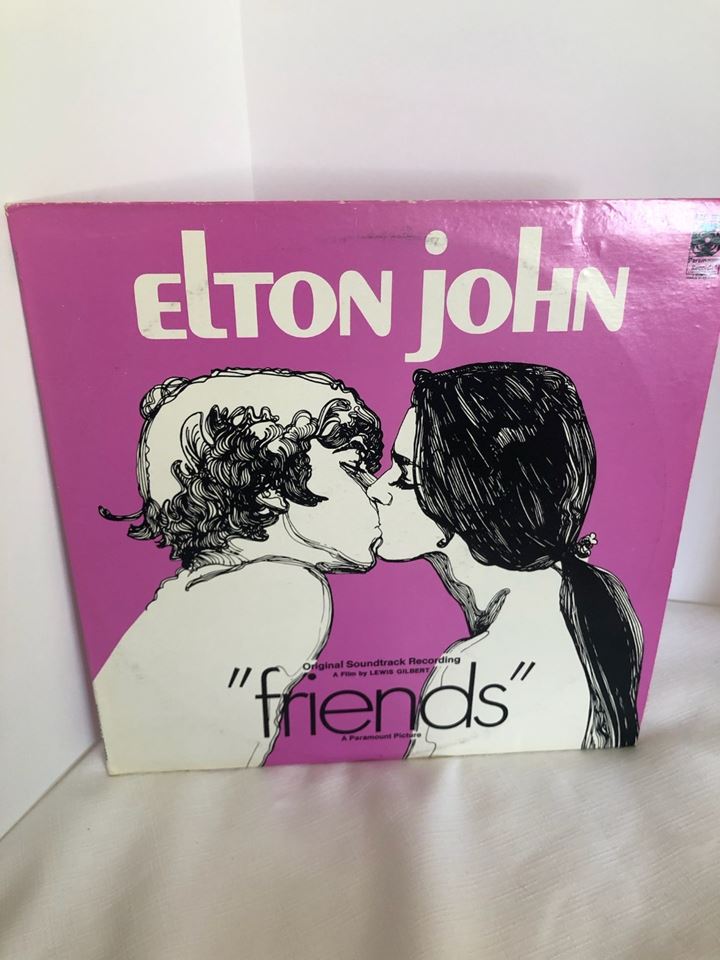 ELTON JOHN
Original Soundtrack Recording
A Film by LEWIS GILBERT
"friends"
A Paramount Picture